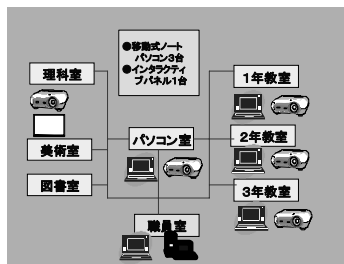 ●移動式ノート
パソコン3台
●インタラクティ
ブパネル1台
理科室
1年教室
パソコン室
2年教室
美術室
図書室
3年教室
職員室